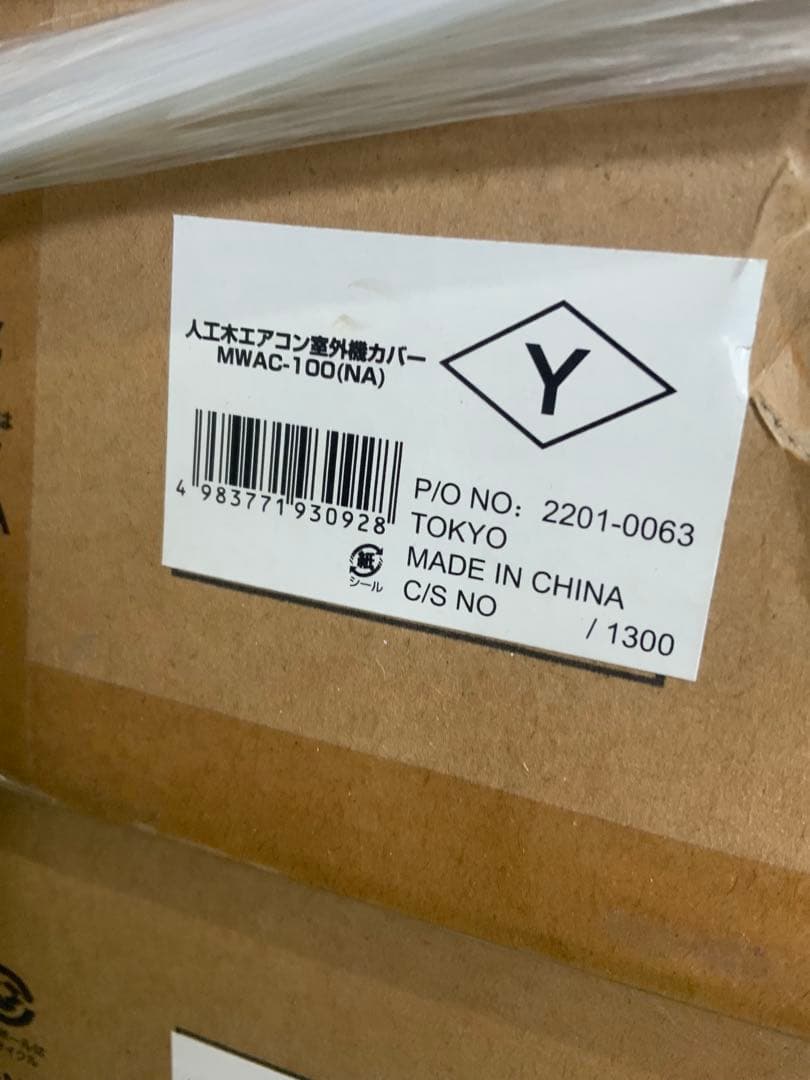 人工木エアコン室外機カバー
MWAC-100(NA)
Y
4 983771 930928
紙
シール
P/O NO: 2201-0063
TOKYO
MADE IN CHINA
C/S NO / 1300
は
A